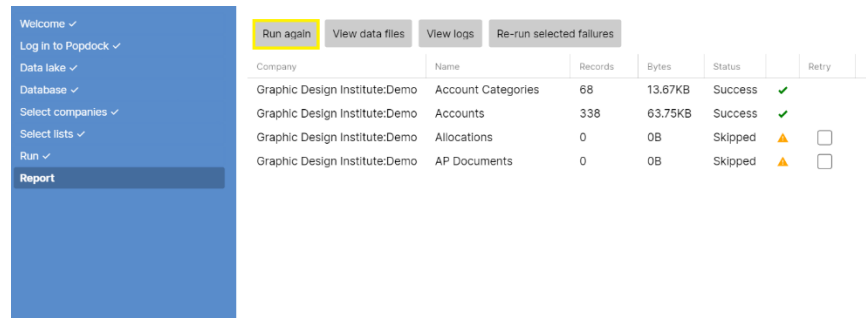 Welcome ✓
Log in to Popdock ✓
Data lake ✓
Database ✓
Select companies ✓
Select lists ✓
Run ✓
Report
Run again View data files View logs Re-run selected failures
Company Name Records Bytes Status Retry
Graphic Design Institute:Demo Account Categories 68 13.67KB Success
Graphic Design Institute:Demo Accounts 338 63.75KB Success
Graphic Design Institute:Demo Allocations 0 0B Skipped
Graphic Design Institute:Demo AP Documents 0 0B Skipped